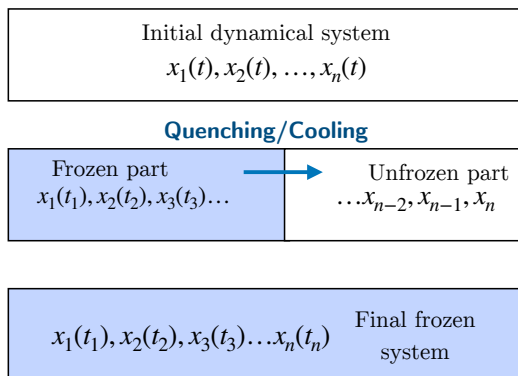 Initial dynamical system
x₁(t), x₂(t), …, xₙ(t)
Quenching/Cooling
Frozen part
x₁(t₁), x₂(t₂), x₃(t₃)…
Unfrozen part
…xₙ₋₂, xₙ₋₁, xₙ
x₁(t₁), x₂(t₂), x₃(t₃)…xₙ(tₙ)
Final frozen
system